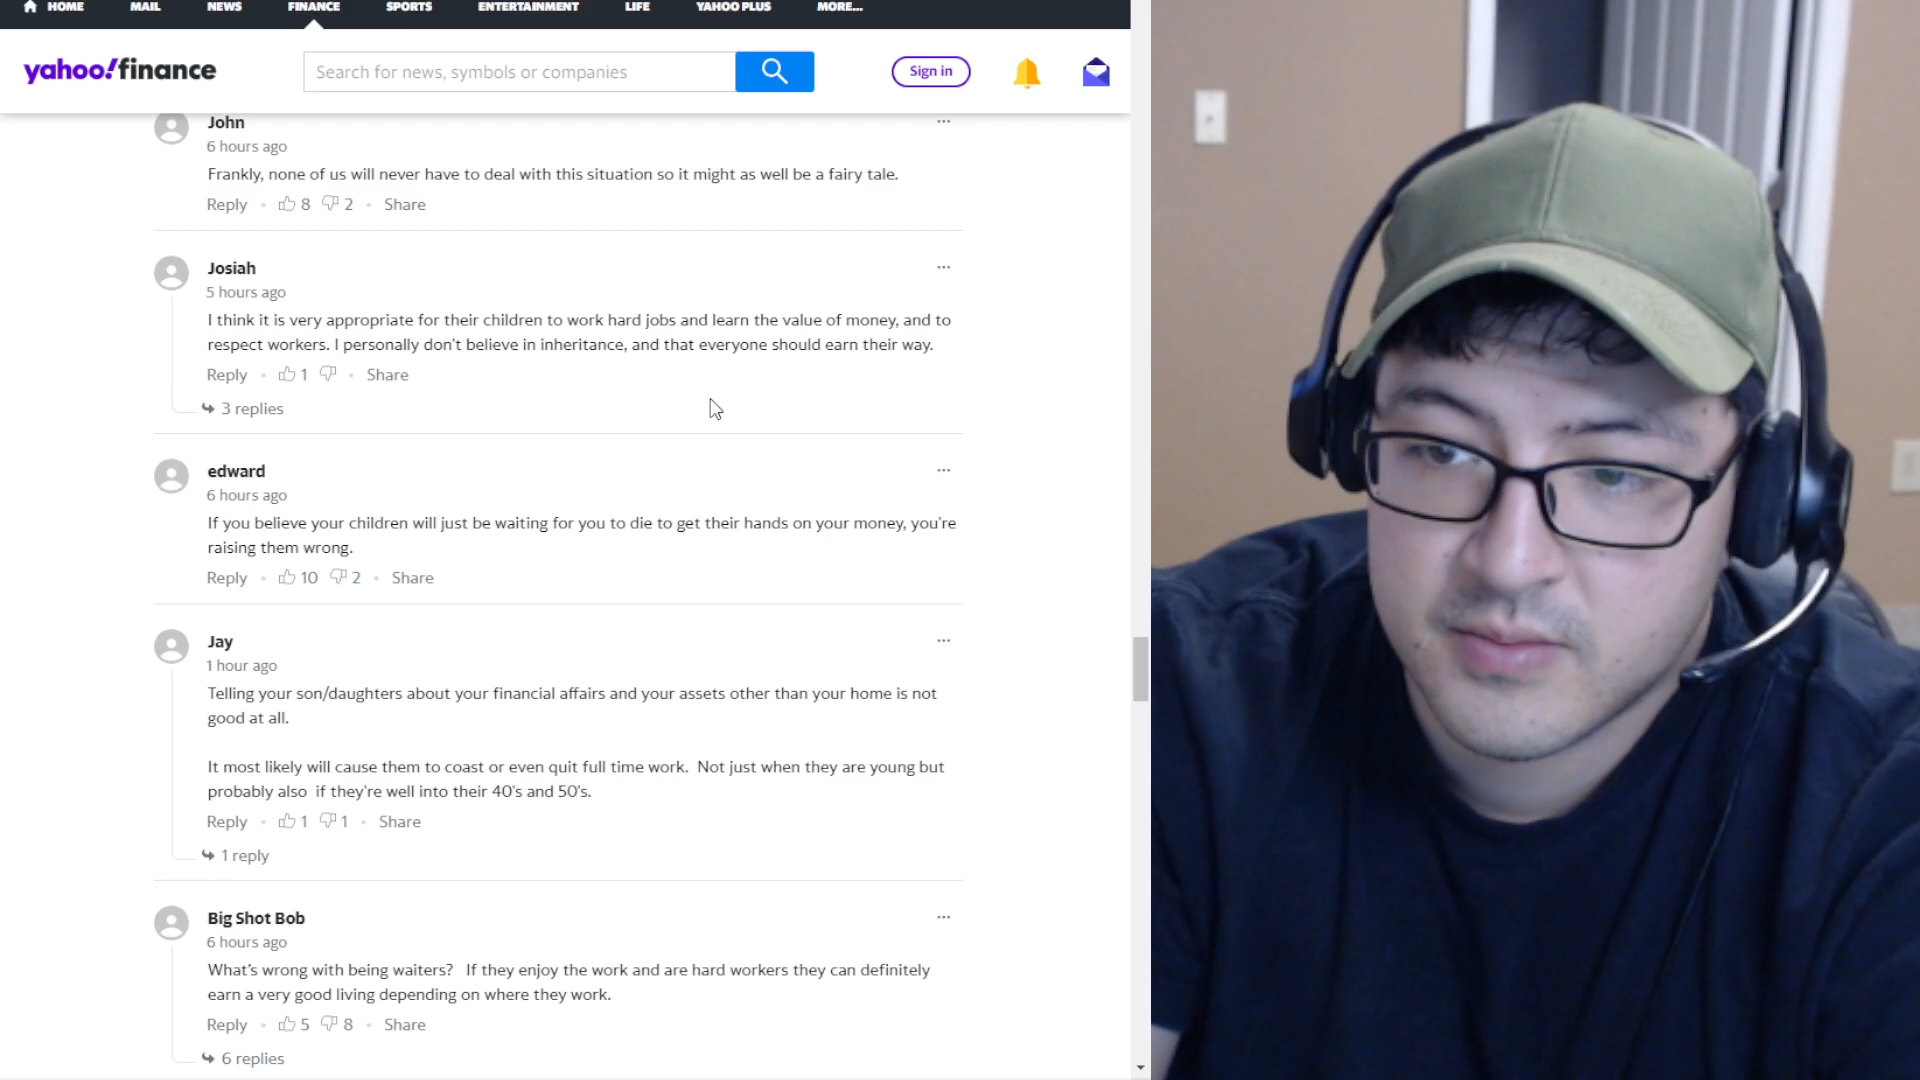 HOME MAIL NEWS FINANCE SPORTS ENTERTAINMENT LIFE YAHOO PLUS MORE...
yahoo!finance Search for news, symbols or companies Sign in
John ...
6 hours ago
Frankly, none of us will never have to deal with this situation so it might as well be a fairy tale.
Reply • 8 2 • Share
Josiah ...
5 hours ago
I think it is very appropriate for their children to work hard jobs and learn the value of money, and to
respect workers. I personally don't believe in inheritance, and that everyone should earn their way.
Reply • 1 • Share
3 replies
edward ...
6 hours ago
If you believe your children will just be waiting for you to die to get their hands on your money, you're
raising them wrong.
Reply • 10 2 • Share
Jay ...
1 hour ago
Telling your son/daughters about your financial affairs and your assets other than your home is not
good at all.
It most likely will cause them to coast or even quit full time work. Not just when they are young but
probably also if they're well into their 40's and 50's.
Reply • 1 1 • Share
1 reply
Big Shot Bob ...
6 hours ago
What's wrong with being waiters? If they enjoy the work and are hard workers they can definitely
earn a very good living depending on where they work.
Reply • 5 8 • Share
6 replies